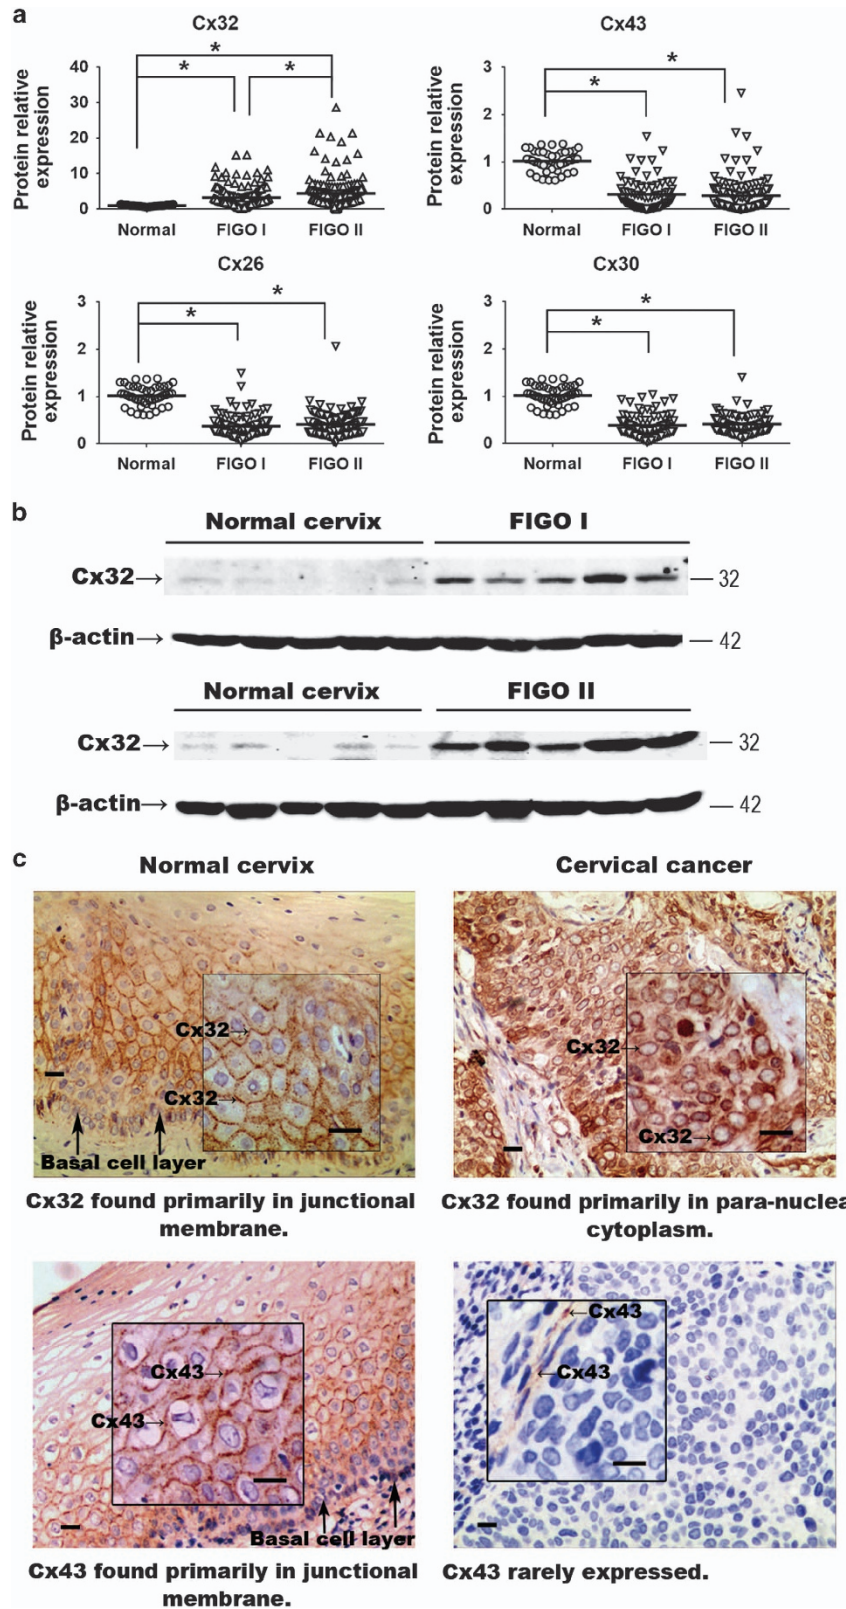 a
Cx32
Cx43
* * *
* *
Protein relative
expression
40
30
20
10
0
Normal FIGO I FIGO II
Protein relative
expression
3
2
1
0
Normal FIGO I FIGO II
Cx26
Cx30
* *
* *
Protein relative
expression
3
2
1
0
Normal FIGO I FIGO II
Protein relative
expression
3
2
1
0
Normal FIGO I FIGO II
b
Normal cervix FIGO I
Cx32→ — 32
β-actin→ — 42
Normal cervix FIGO II
Cx32→ — 32
β-actin→ — 42
c
Normal cervix
Cervical cancer
Cx32→
Cx32→
Basal cell layer
Cx32→
Cx32→
Cx32 found primarily in junctional
membrane.
Cx32 found primarily in para-nuclea
cytoplasm.
Cx43→
Cx43→
Basal cell layer
←Cx43
←Cx43
Cx43 found primarily in junctional
membrane.
Cx43 rarely expressed.